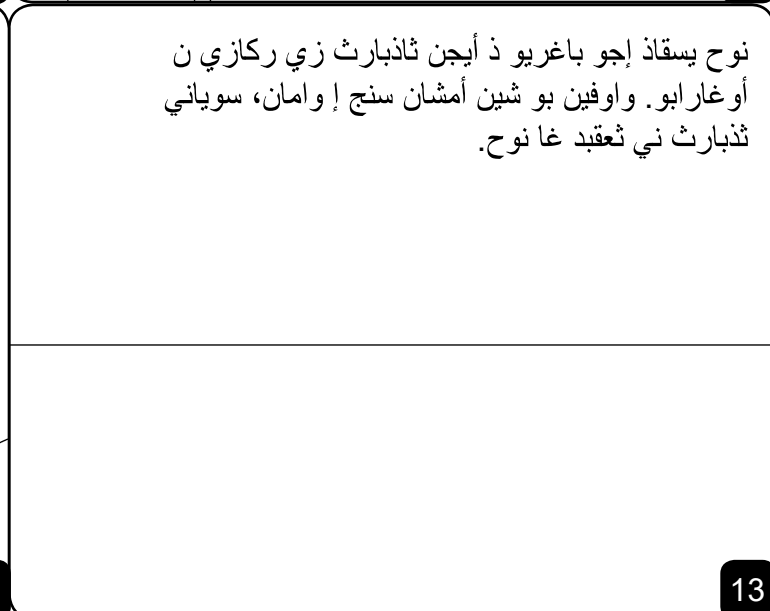 نوح يسقاذ إجو باغريو ذ أيجن ثاذبارث زي ركازي ن
أوغارابو. واوفين بو شين أمشان سنج إ وامان، سوياني
ثذبارث ني ثعقبد غا نوح.
13